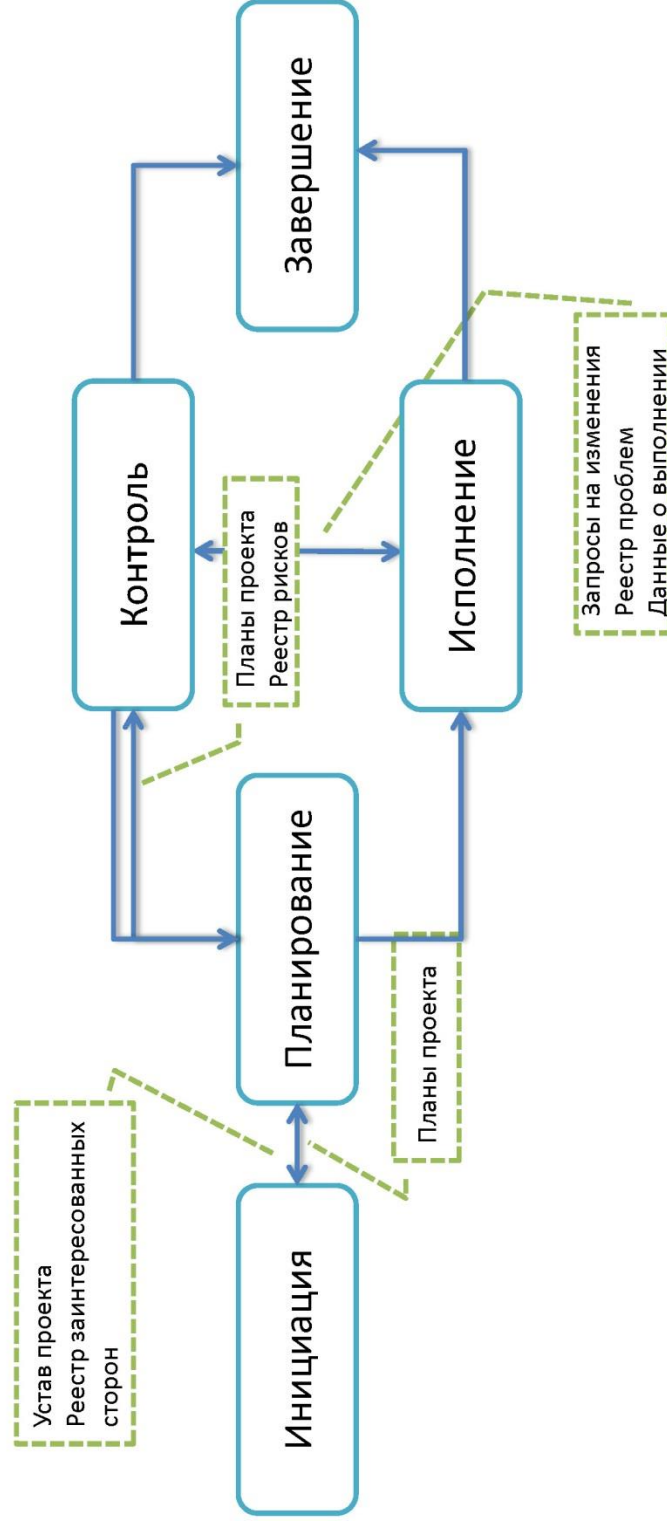 Устав проекта
Реестр заинтересованных
сторон
Инициация
Планирование
Планы проекта
Контроль
Планы проекта
Реестр рисков
Исполнение
Запросы на изменения
Реестр проблем
Данные о выполнении
Завершение